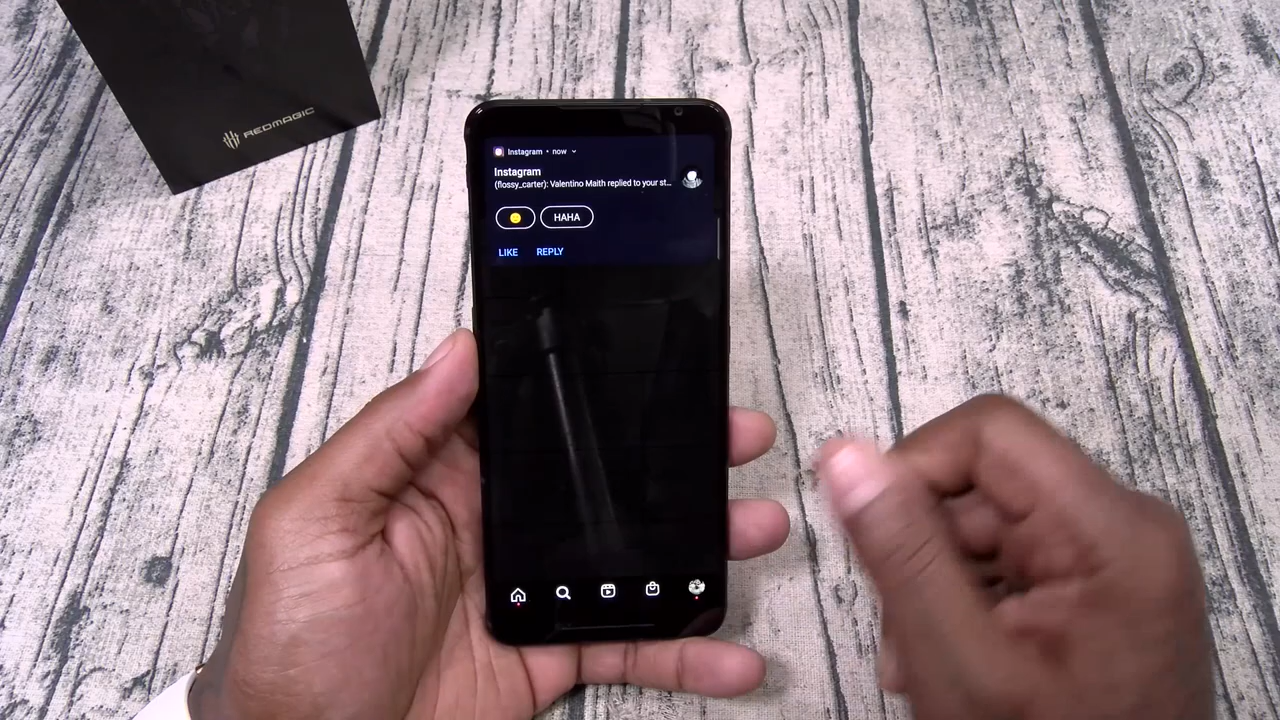 REDMAGIC
Instagram • now
Instagram
(flossy_carter): Valentino Maith replied to your st...
HAHA
LIKE REPLY